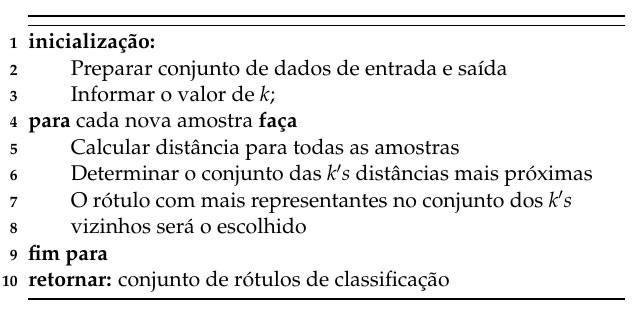 1 inicialização:
2 Preparar conjunto de dados de entrada e saída
3 Informar o valor de k;
4 para cada nova amostra faça
5 Calcular distância para todas as amostras
6 Determinar o conjunto das k's distâncias mais próximas
7 O rótulo com mais representantes no conjunto dos k's
8 vizinhos será o escolhido
9 fim para
10 retornar: conjunto de rótulos de classificação